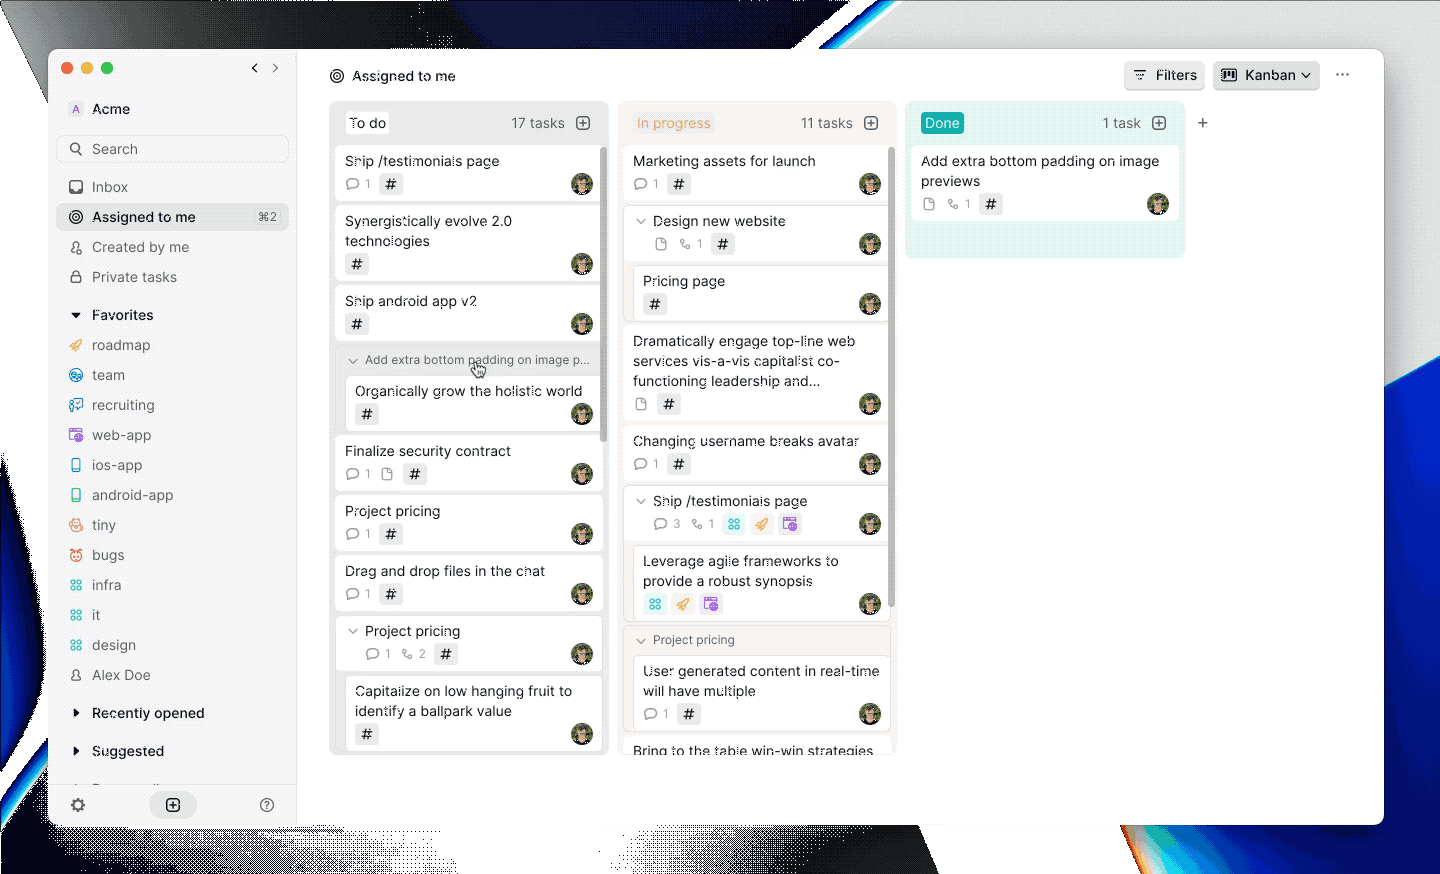 Acme
Search
Inbox
Assigned to me
⌘2
Created by me
Private tasks
Favorites
roadmap
team
recruiting
web-app
ios-app
android-app
tiny
bugs
infra
it
design
Alex Doe
Recently opened
Suggested
Assigned to me
Filters
Kanban
To do
17 tasks
Ship /testimonials page
1
#
Synergistically evolve 2.0
technologies
#
Ship android app v2
#
Add extra bottom padding on image p...
Organically grow the holistic world
#
Finalize security contract
1
#
Project pricing
1
#
Drag and drop files in the chat
1
#
Project pricing
1
2
#
Capitalize on low hanging fruit to
identify a ballpark value
#
In progress
11 tasks
Marketing assets for launch
1
#
Design new website
1
#
Pricing page
#
Dramatically engage top-line web
services vis-a-vis capitalist co-
functioning leadership and...
#
Changing username breaks avatar
1
#
Ship /testimonials page
3
1
Leverage agile frameworks to
provide a robust synopsis
Project pricing
User generated content in real-time
will have multiple
1
#
Bring to the table win-win strategies
Done
1 task
Add extra bottom padding on image
previews
1
#